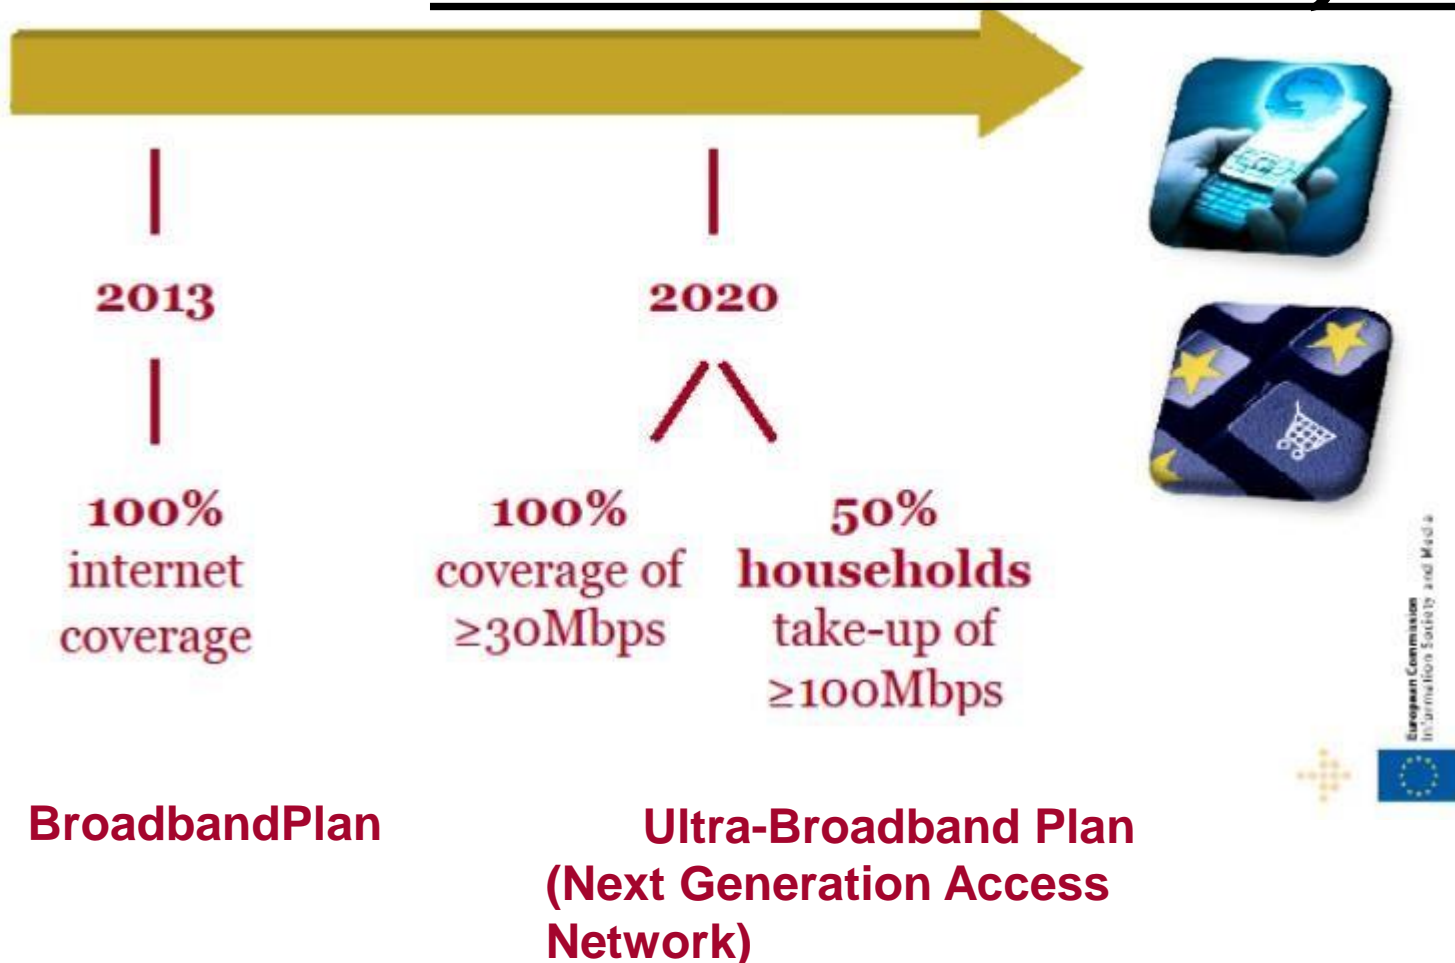 2013
2020
100%
internet
coverage
100%
coverage of
≥30Mbps
50%
households
take-up of
≥100Mbps
European Commission
Information Society and Media
BroadbandPlan
Ultra-Broadband Plan
(Next Generation Access
Network)